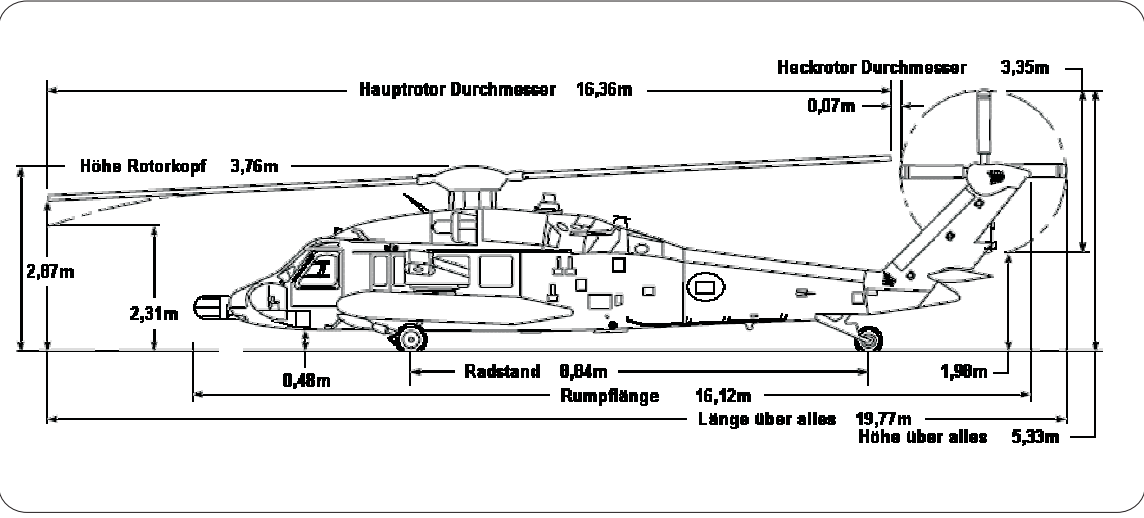 Heckrotor Durchmesser 3,35m
Hauptrotor Durchmesser 16,36m
0,07m
Höhe Rotorkopf 3,76m
2,87m
2,31m
0,48m
Radstand 8,84m
1,98m
Rumpflänge 16,12m
Länge über alles 19,77m
Höhe über alles 5,33m